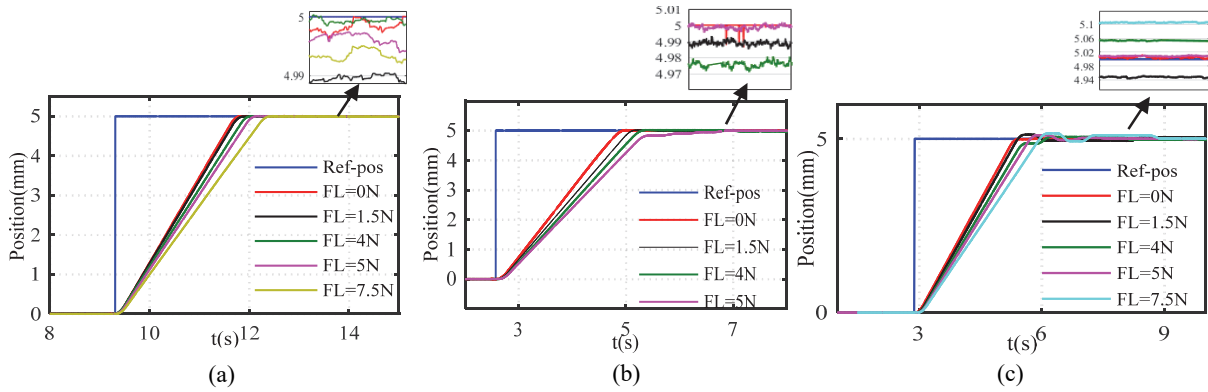 5
4.99
Position(mm)
5
4
3
2
1
0
8
10
12
14
t(s)
Ref-pos
FL=0N
FL=1.5N
FL=4N
FL=5N
FL=7.5N
(a)
5.01
5
4.99
4.98
4.97
Position(mm)
6
5
4
3
2
1
0
3
5
7
t(s)
Ref-pos
FL=0N
FL=1.5N
FL=4N
FL=5N
(b)
5.1
5.06
5.02
4.98
4.94
Position(mm)
5
0
3
6
9
t(s)
Ref-pos
FL=0N
FL=1.5N
FL=4N
FL=5N
FL=7.5N
(c)